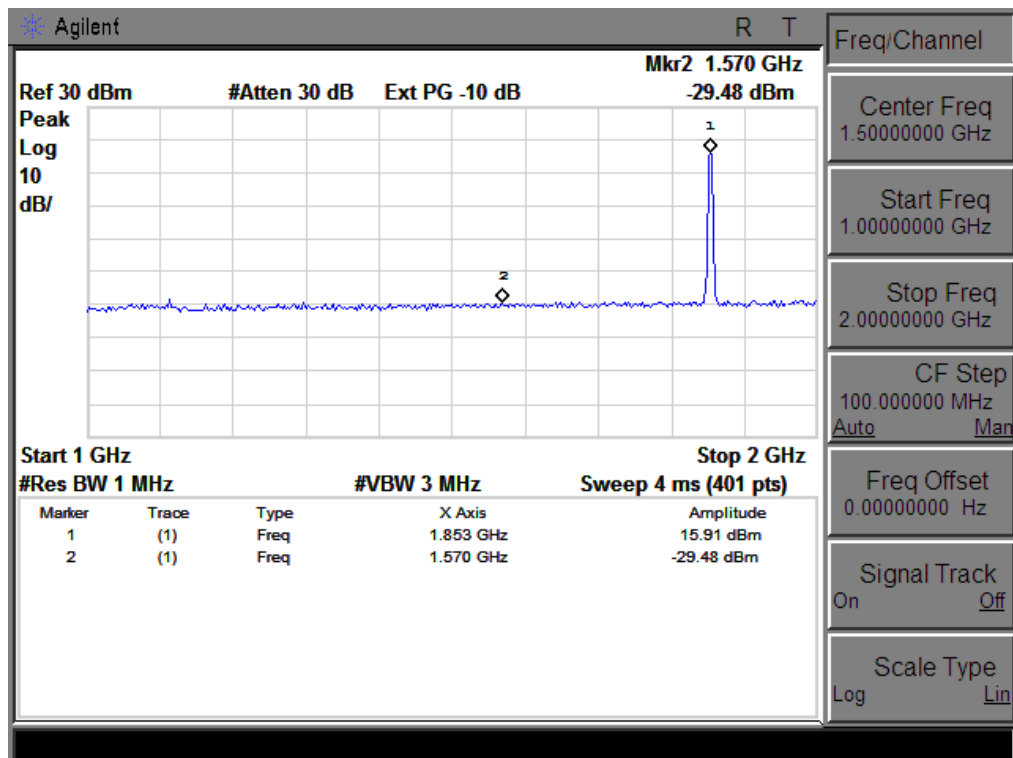 Agilent R T
Mkr2 1.570 GHz
Ref 30 dBm #Atten 30 dB Ext PG -10 dB -29.48 dBm
Peak
Log
10
dB/
1
2
Start 1 GHz Stop 2 GHz
#Res BW 1 MHz #VBW 3 MHz Sweep 4 ms (401 pts)
Marker Trace Type X Axis Amplitude
1 (1) Freq 1.853 GHz 15.91 dBm
2 (1) Freq 1.570 GHz -29.48 dBm
Freq/Channel
Center Freq
1.50000000 GHz
Start Freq
1.00000000 GHz
Stop Freq
2.00000000 GHz
CF Step
100.000000 MHz
Auto Man
Freq Offset
0.00000000 Hz
Signal Track
On Off
Scale Type
Log Lin